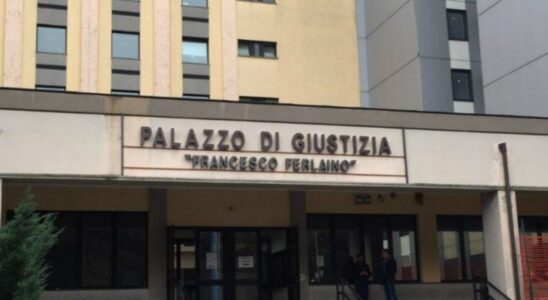 PALAZZO DI GIUSTIZIA
"FRANCESCO FERLAINO"